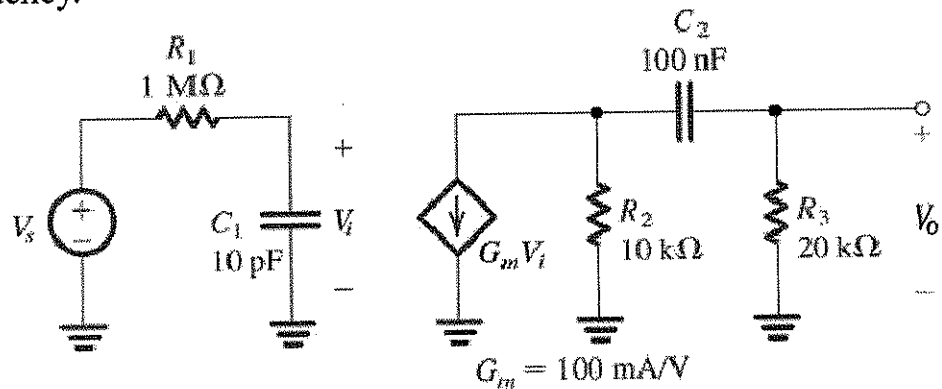 uency.
R₁
1 MΩ
C₂
100 nF
+
Vₛ
+
−
C₁
10 pF
Vᵢ
−
GₘVᵢ
R₂
10 kΩ
R₃
20 kΩ
+
Vₒ
−
Gₘ = 100 mA/V